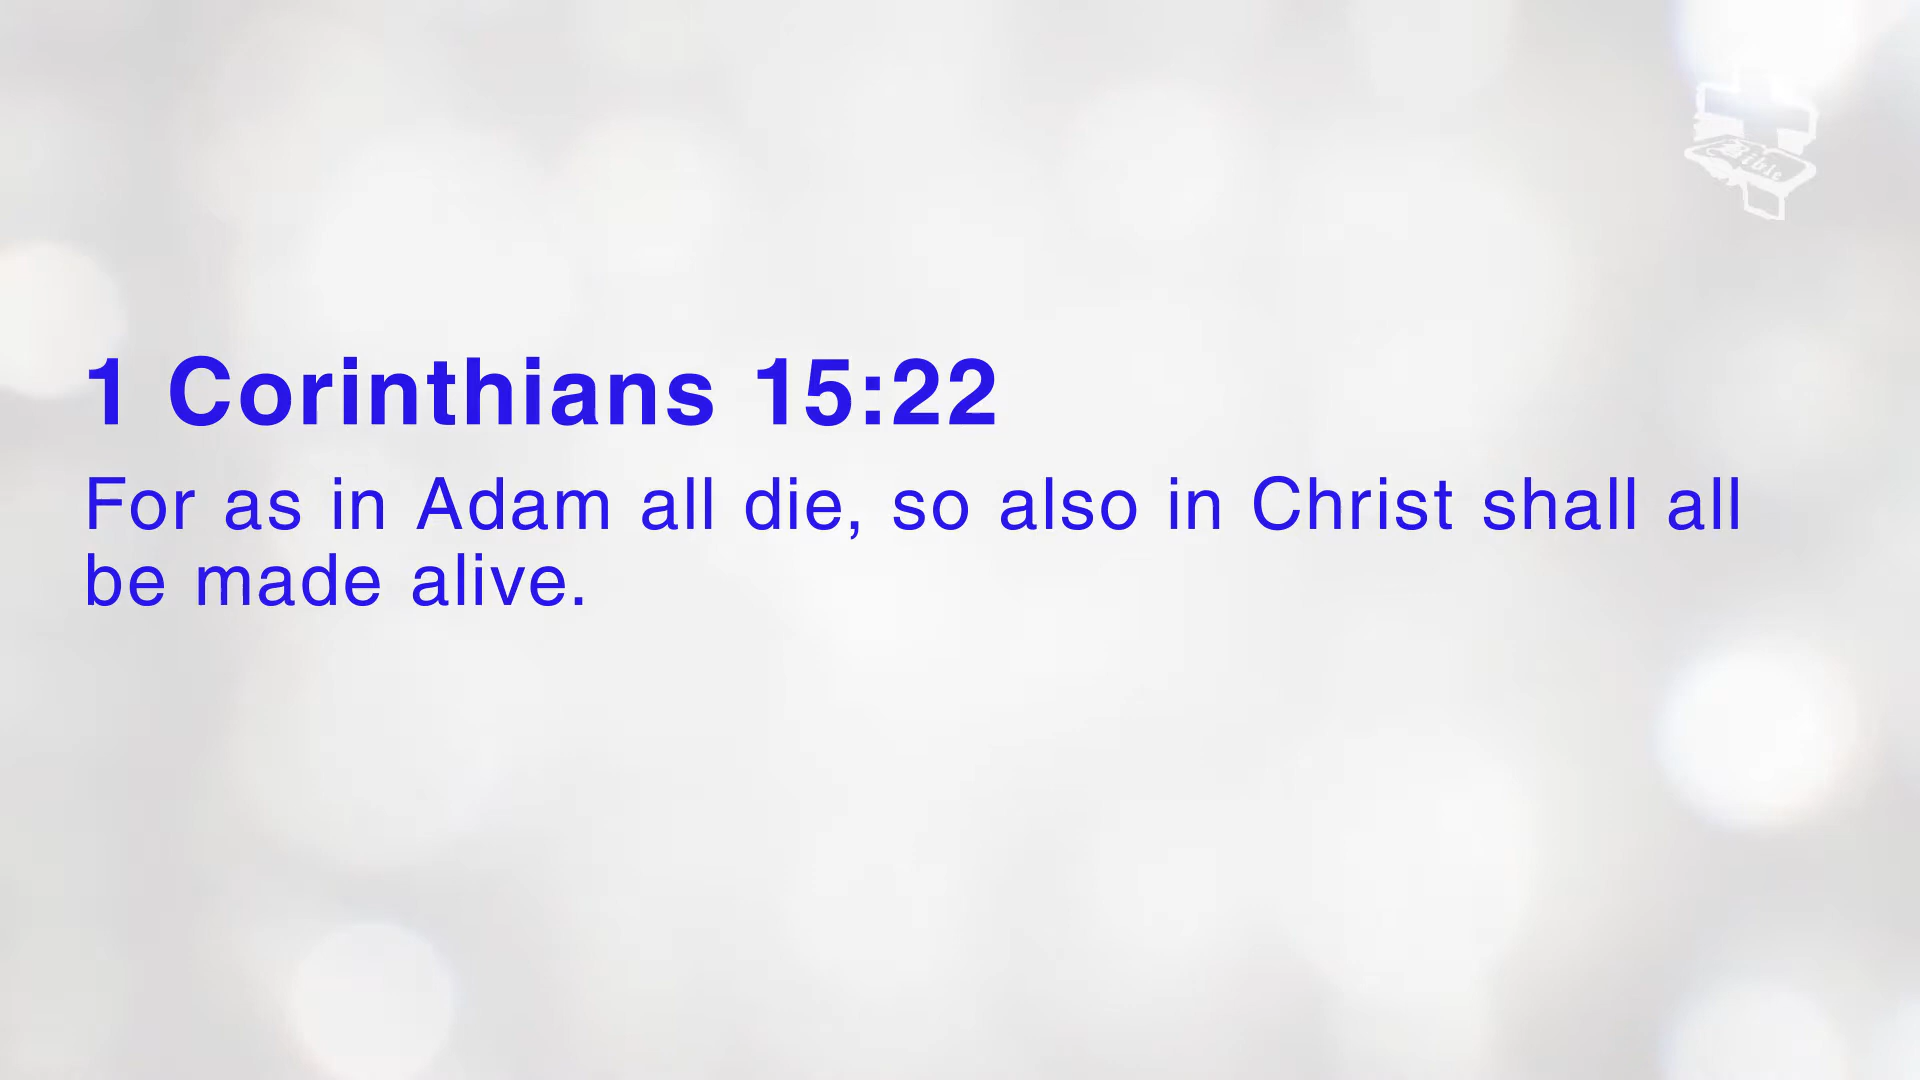 Bible
1 Corinthians 15:22
For as in Adam all die, so also in Christ shall all
be made alive.